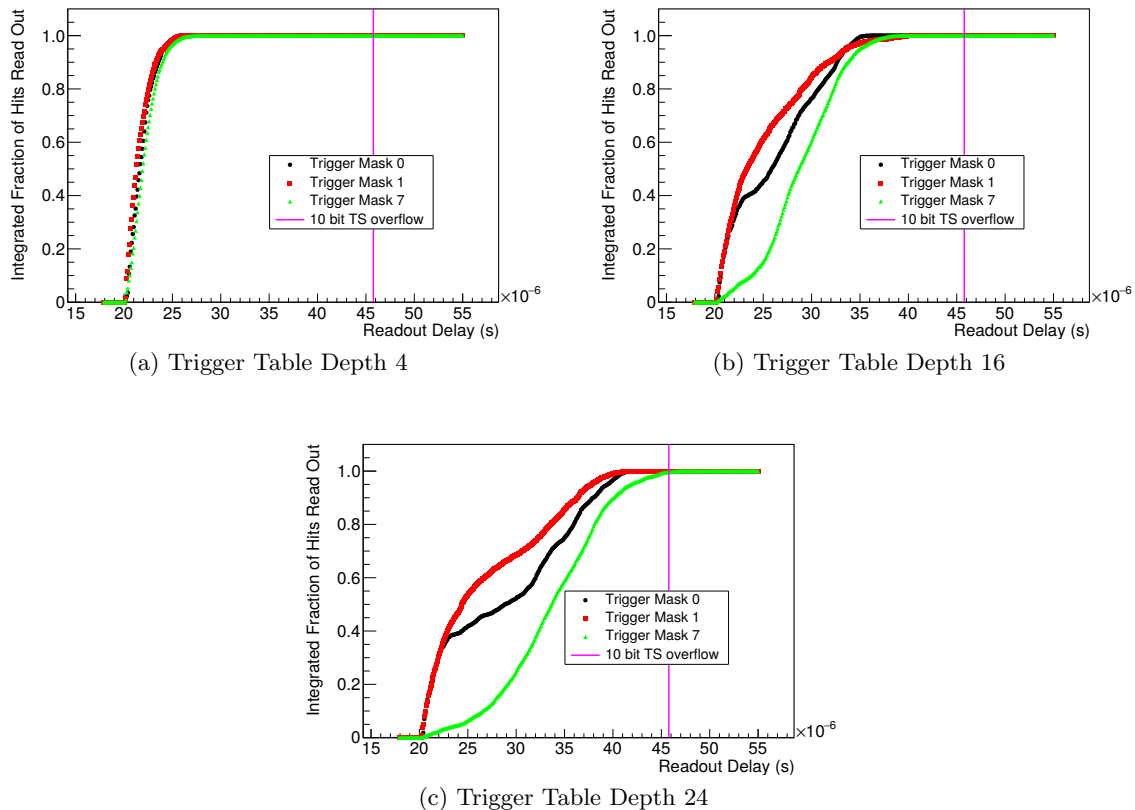 Integrated Fraction of Hits Read Out
1.0
0.8
0.6
0.4
0.2
0
Trigger Mask 0
Trigger Mask 1
Trigger Mask 7
10 bit TS overflow
15 20 25 30 35 40 45 50 55
×10⁻⁶
Readout Delay (s)
(a) Trigger Table Depth 4
Integrated Fraction of Hits Read Out
1.0
0.8
0.6
0.4
0.2
0
Trigger Mask 0
Trigger Mask 1
Trigger Mask 7
10 bit TS overflow
15 20 25 30 35 40 45 50 55
×10⁻⁶
Readout Delay (s)
(b) Trigger Table Depth 16
Integrated Fraction of Hits Read Out
1.0
0.8
0.6
0.4
0.2
0
Trigger Mask 0
Trigger Mask 1
Trigger Mask 7
10 bit TS overflow
15 20 25 30 35 40 45 50 55
×10⁻⁶
Readout Delay (s)
(c) Trigger Table Depth 24